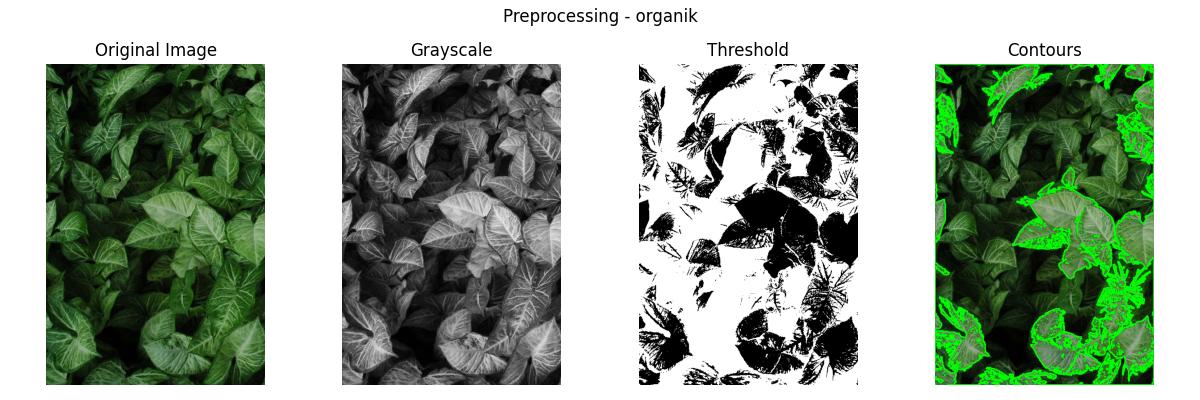 Preprocessing - organik
Original Image
Grayscale
Threshold
Contours